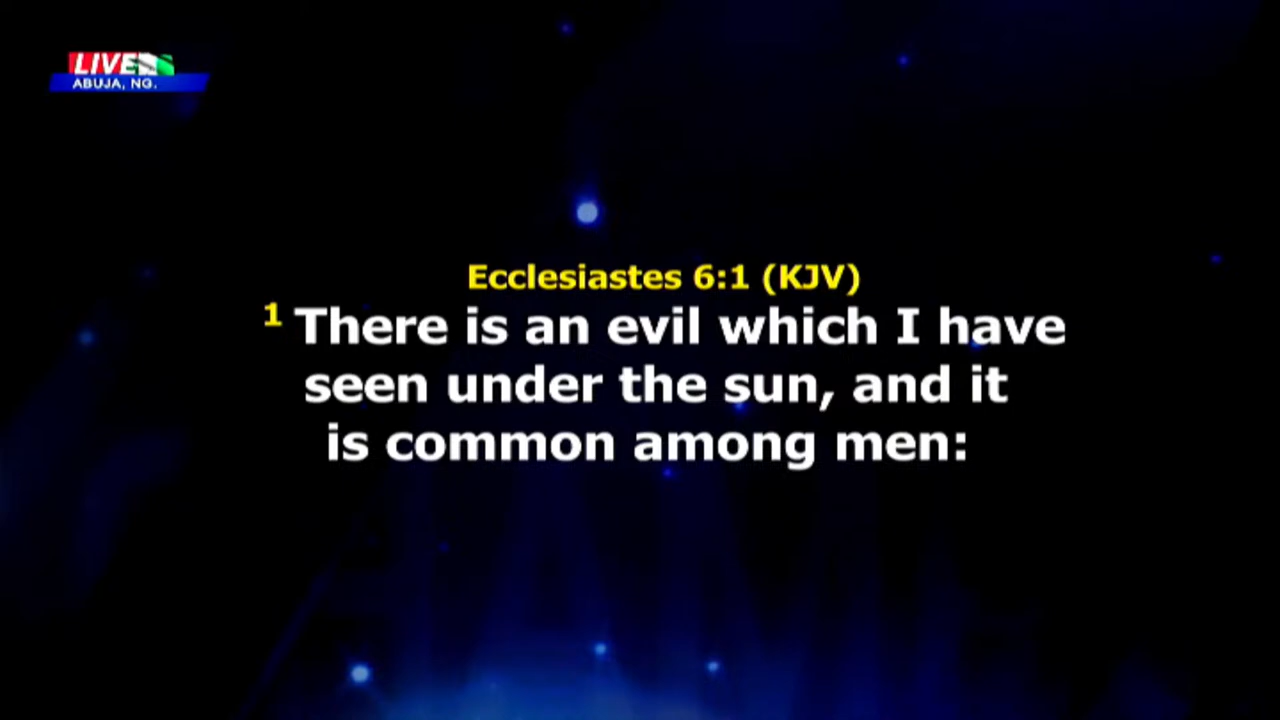 LIVE
ABUJA, NG.
Ecclesiastes 6:1 (KJV)
1 There is an evil which I have
seen under the sun, and it
is common among men: